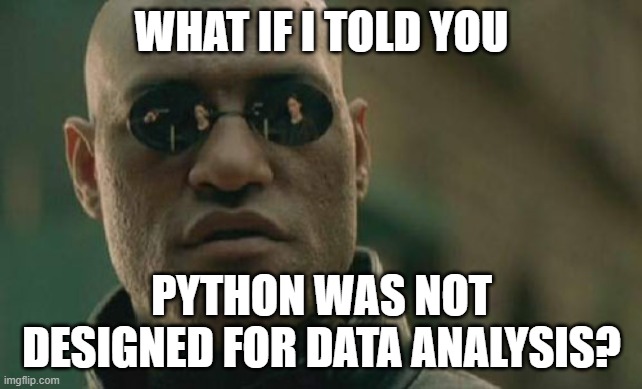 WHAT IF I TOLD YOU
PYTHON WAS NOT
DESIGNED FOR DATA ANALYSIS?
imgflip.com